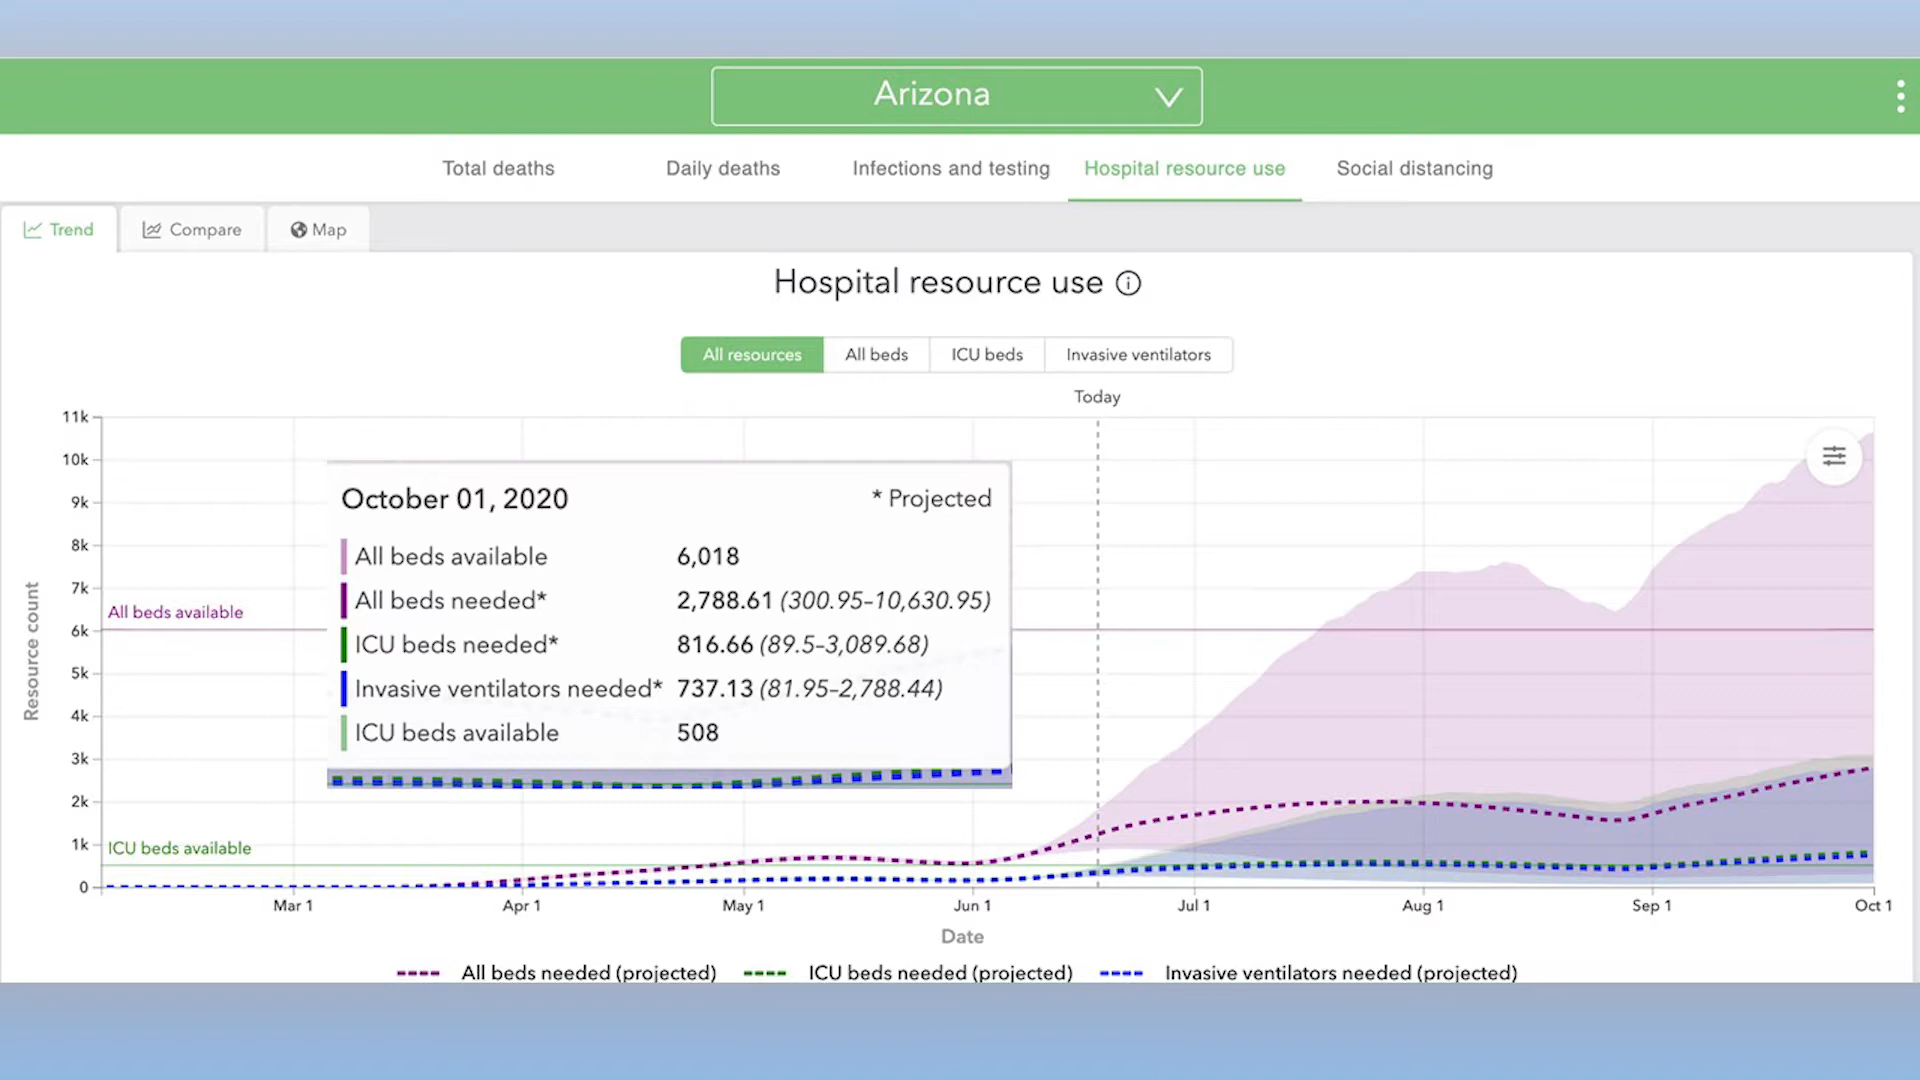 Arizona
Total deaths
Daily deaths
Infections and testing
Hospital resource use
Social distancing
Trend
Compare
Map
Hospital resource use
All resources
All beds
ICU beds
Invasive ventilators
Today
11k
10k
9k
8k
7k
6k
5k
4k
3k
2k
1k
0
Resource count
All beds available
ICU beds available
October 01, 2020
* Projected
All beds available 6,018
All beds needed* 2,788.61 (300.95–10,630.95)
ICU beds needed* 816.66 (89.5–3,089.68)
Invasive ventilators needed* 737.13 (81.95–2,788.44)
ICU beds available 508
Mar 1
Apr 1
May 1
Jun 1
Jul 1
Aug 1
Sep 1
Oct 1
Date
All beds needed (projected)
ICU beds needed (projected)
Invasive ventilators needed (projected)